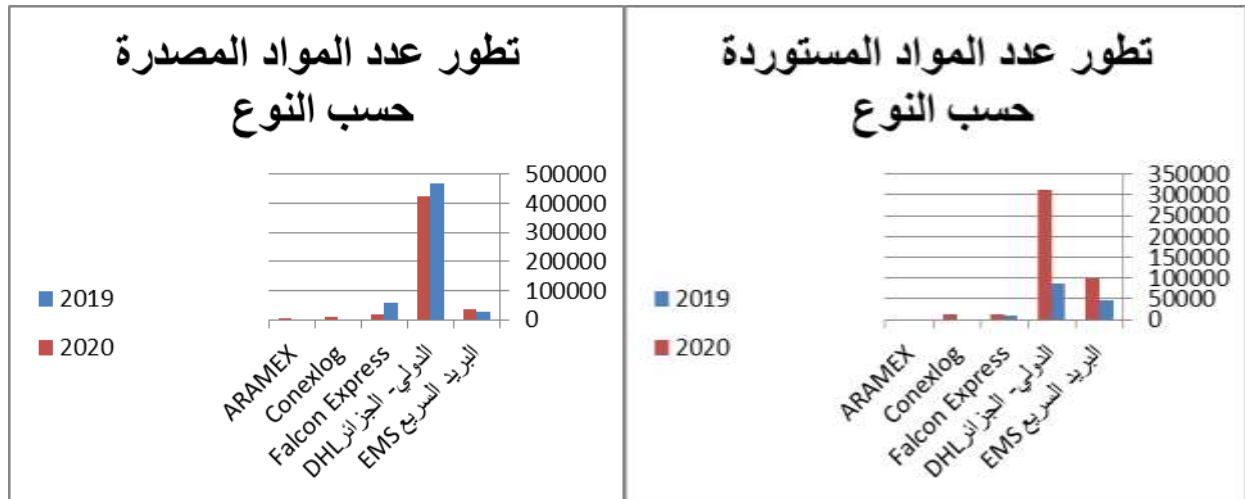 تطور عدد المواد المستوردة
حسب النوع
350000
300000
250000
200000
150000
100000
50000
0
البريد السريع EMS
الدولي- الجزائر DHL
Falcon Express
Conexlog
ARAMEX
2019
2020
تطور عدد المواد المصدرة
حسب النوع
500000
400000
300000
200000
100000
0
البريد السريع EMS
الدولي- الجزائر DHL
Falcon Express
Conexlog
ARAMEX
2019
2020